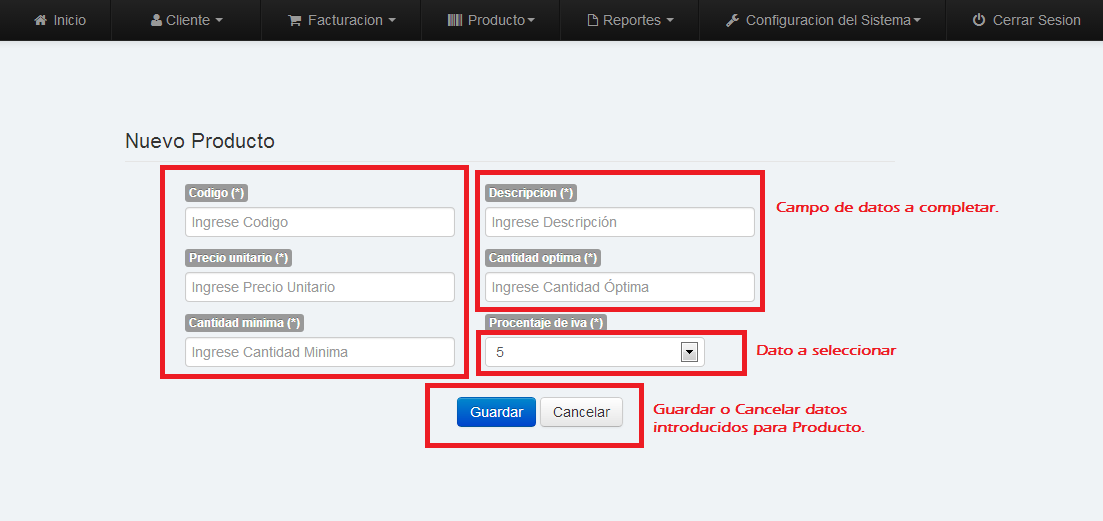 Inicio Cliente Facturacion Producto Reportes Configuracion del Sistema Cerrar Sesion
Nuevo Producto
Codigo (*) Descripcion (*)
Ingrese Codigo Ingrese Descripción
Campo de datos a completar.
Precio unitario (*) Cantidad optima (*)
Ingrese Precio Unitario Ingrese Cantidad Óptima
Cantidad minima (*) Procentaje de iva (*)
Ingrese Cantidad Minima 5
Dato a seleccionar
Guardar Cancelar
Guardar o Cancelar datos
introducidos para Producto.